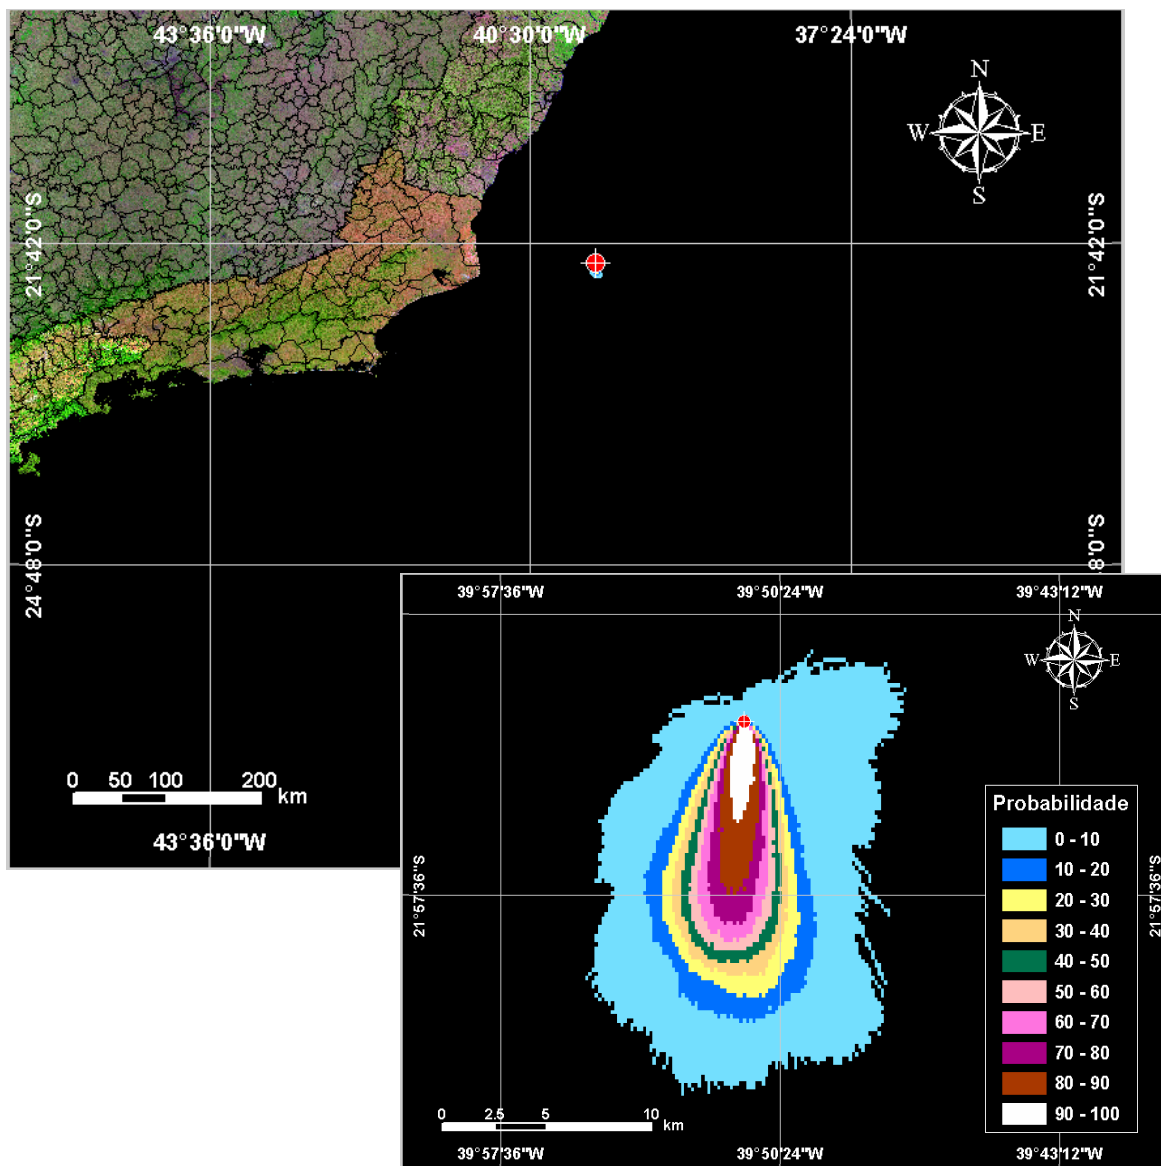 43°36'0"W 40°30'0"W 37°24'0"W
N
W E
S
21°42'0"S 21°42'0"S
24°48'0"S 8°0'0"S
0 50 100 200
km
43°36'0"W
39°57'36"W 39°50'24"W 39°43'12"W
N
W E
S
21°57'36"S 21°57'36"S
Probabilidade
0 - 10
10 - 20
20 - 30
30 - 40
40 - 50
50 - 60
60 - 70
70 - 80
80 - 90
90 - 100
0 2.5 5 10
km
39°57'36"W 39°50'24"W 39°43'12"W